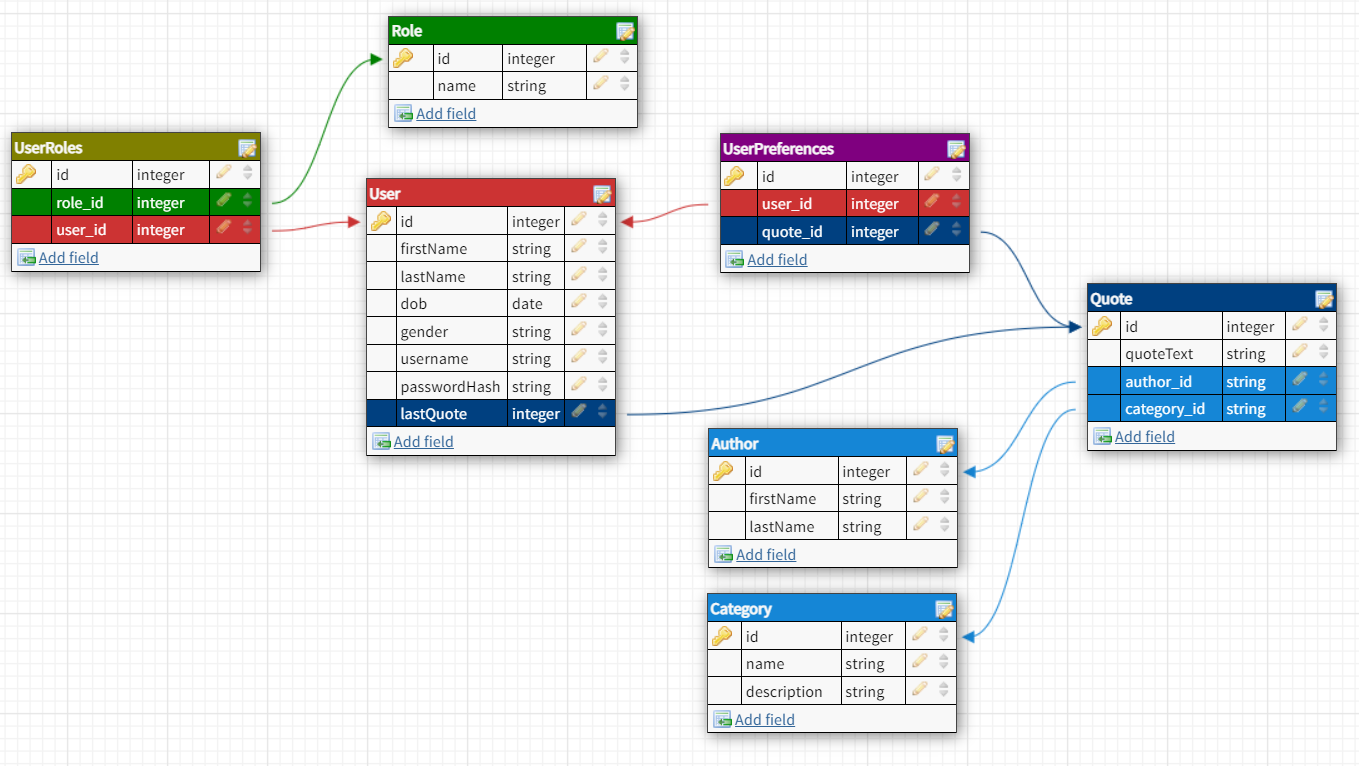 Role
id integer
name string
Add field
UserRoles
id integer
role_id integer
user_id integer
Add field
User
id integer
firstName string
lastName string
dob date
gender string
username string
passwordHash string
lastQuote integer
Add field
UserPreferences
id integer
user_id integer
quote_id integer
Add field
Quote
id integer
quoteText string
author_id string
category_id string
Add field
Author
id integer
firstName string
lastName string
Add field
Category
id integer
name string
description string
Add field